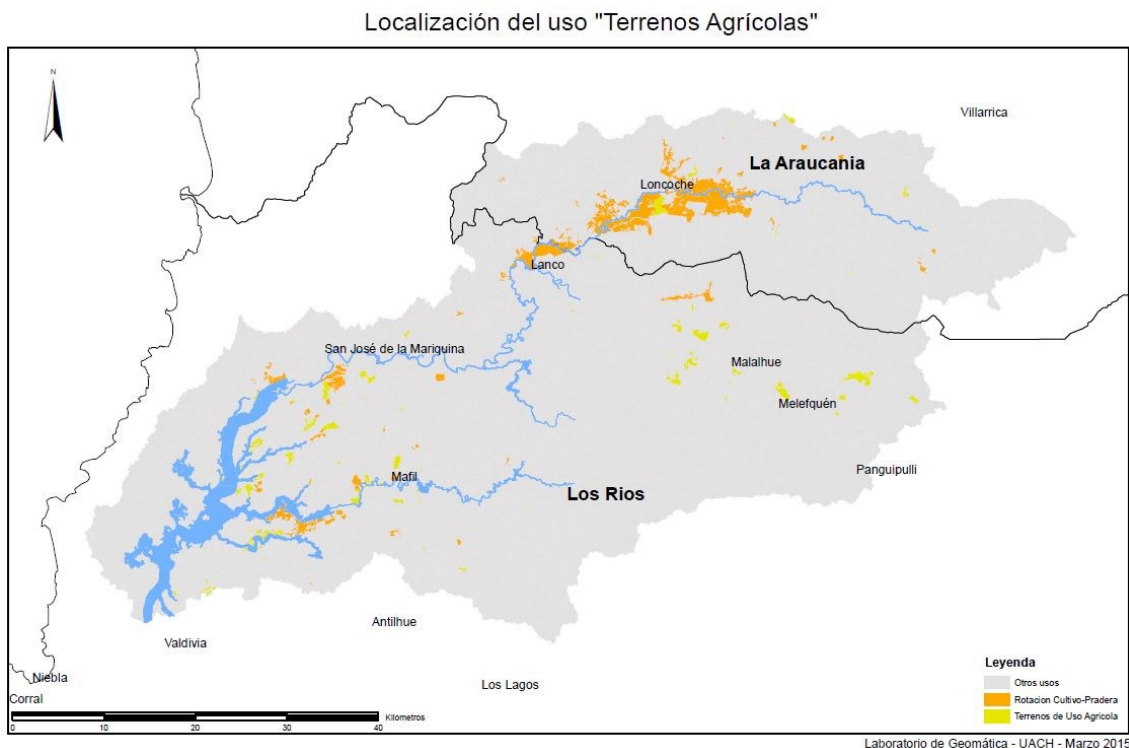 Localización del uso "Terrenos Agrícolas"
N
Villarrica
La Araucania
Loncoche
Lanco
San José de la Mariquina
Malalhue
Melefquén
Panguipulli
Mafil
Los Rios
Antilhue
Valdivia
Niebla
Los Lagos
Corral
Leyenda
Otros usos
Rotacion Cultivo-Pradera
Terrenos de Uso Agricola
Kilometros
0 10 20 30 40
Laboratorio de Geomática - UACH - Marzo 2015